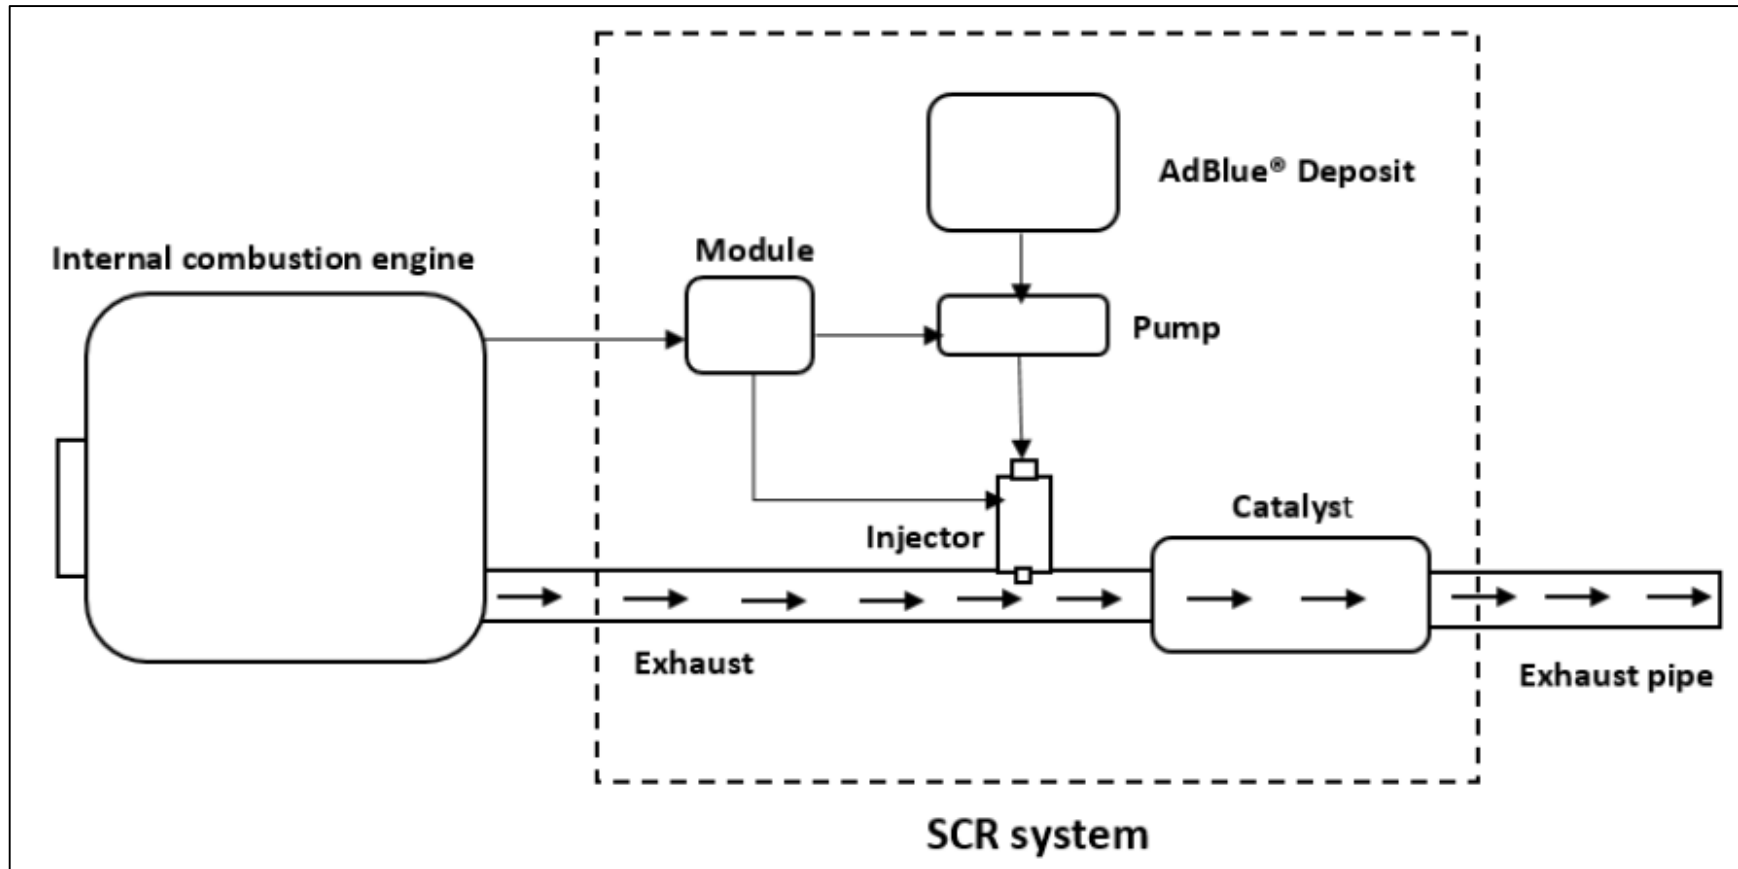 AdBlue® Deposit
Module
Internal combustion engine
Pump
Catalyst
Injector
Exhaust
Exhaust pipe
SCR system